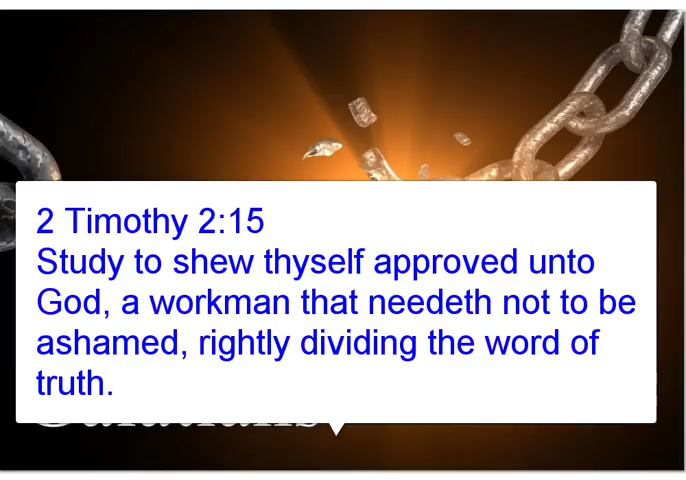 2 Timothy 2:15
Study to shew thyself approved unto
God, a workman that needeth not to be
ashamed, rightly dividing the word of
truth.